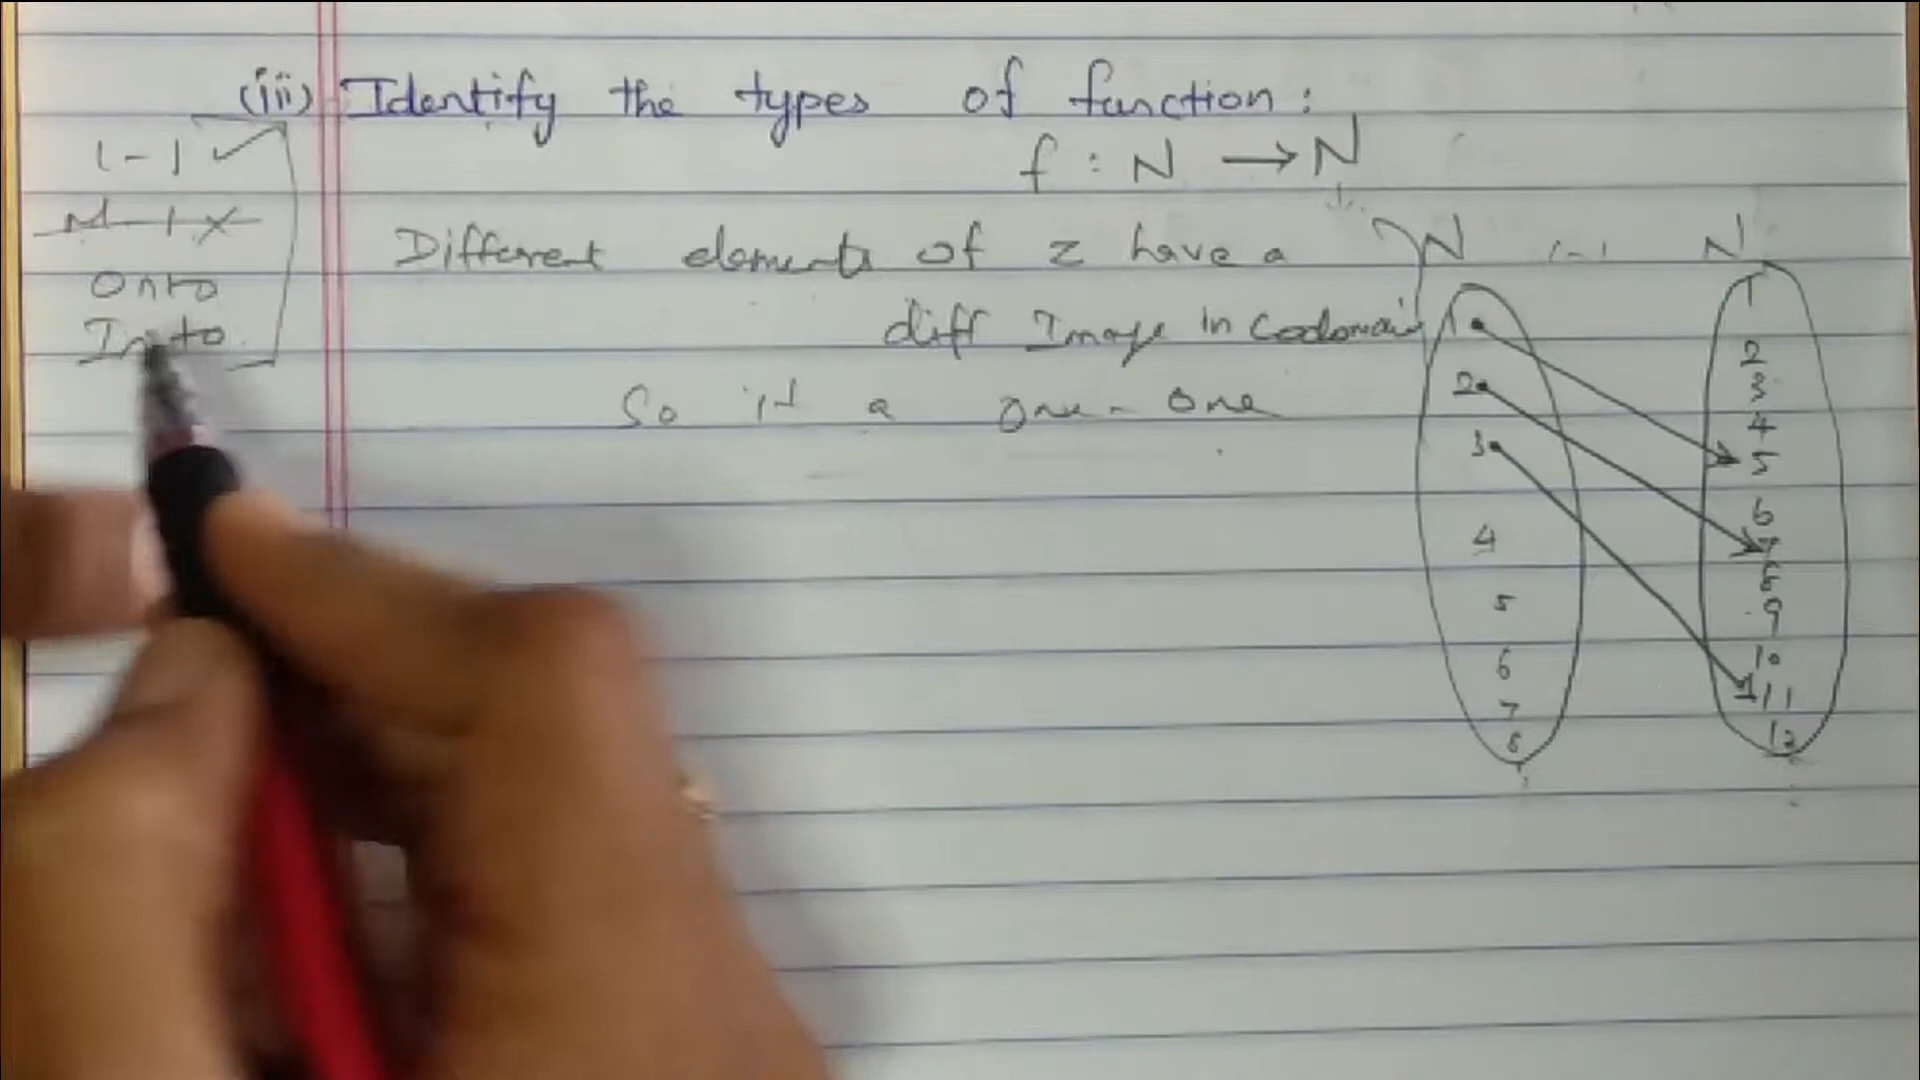 (iii) Identify the types of function:
f : N → N
1-1 ✓
M-1 ×
Onto
Into
Different elements of z have a
diff Image in Codomain
So it a one-one
N 1-1 N
1
2
3
4
5
6
7
8
1
2
3
4
5
6
8
9
10
11
12